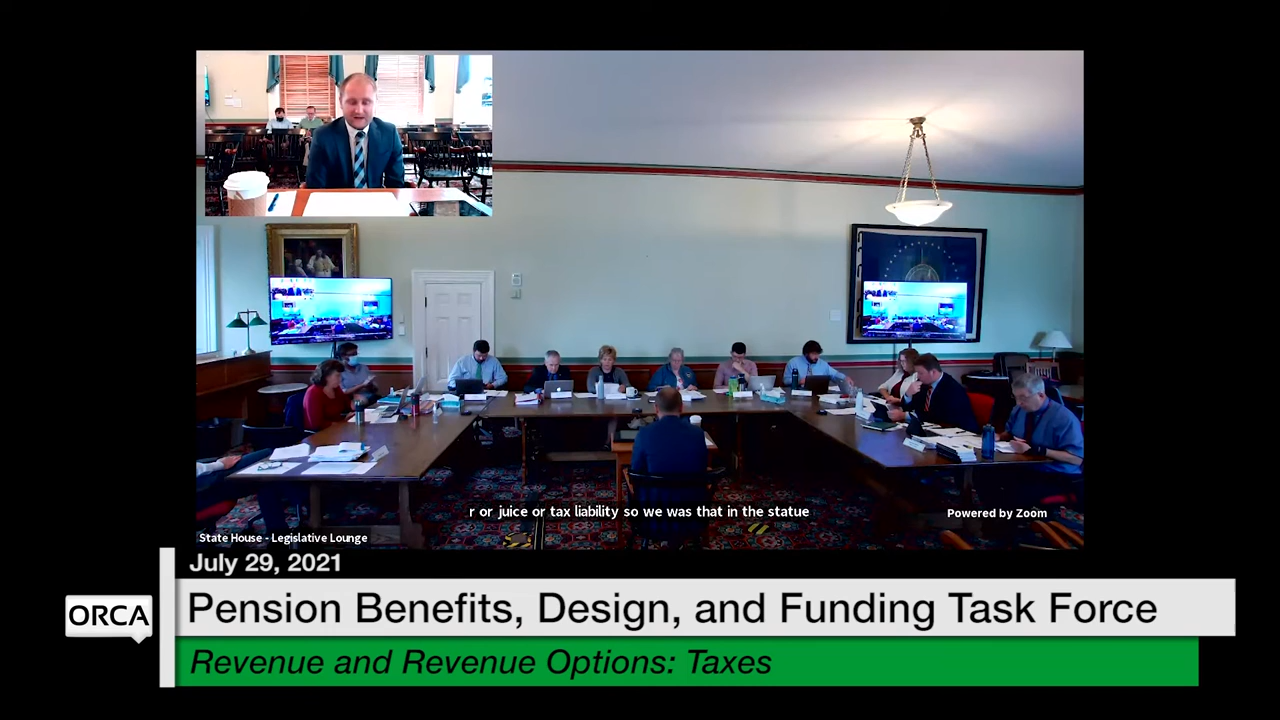 r or juice or tax liability so we was that in the statue
Powered by Zoom
State House - Legislative Lounge
July 29, 2021
ORCA
Pension Benefits, Design, and Funding Task Force
Revenue and Revenue Options: Taxes